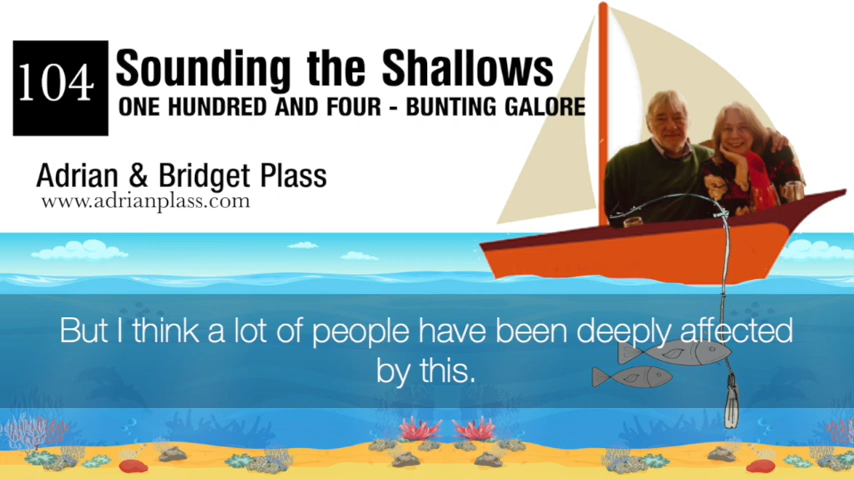 104
Sounding the Shallows
ONE HUNDRED AND FOUR - BUNTING GALORE
Adrian & Bridget Plass
www.adrianplass.com
But I think a lot of people have been deeply affected
by this.